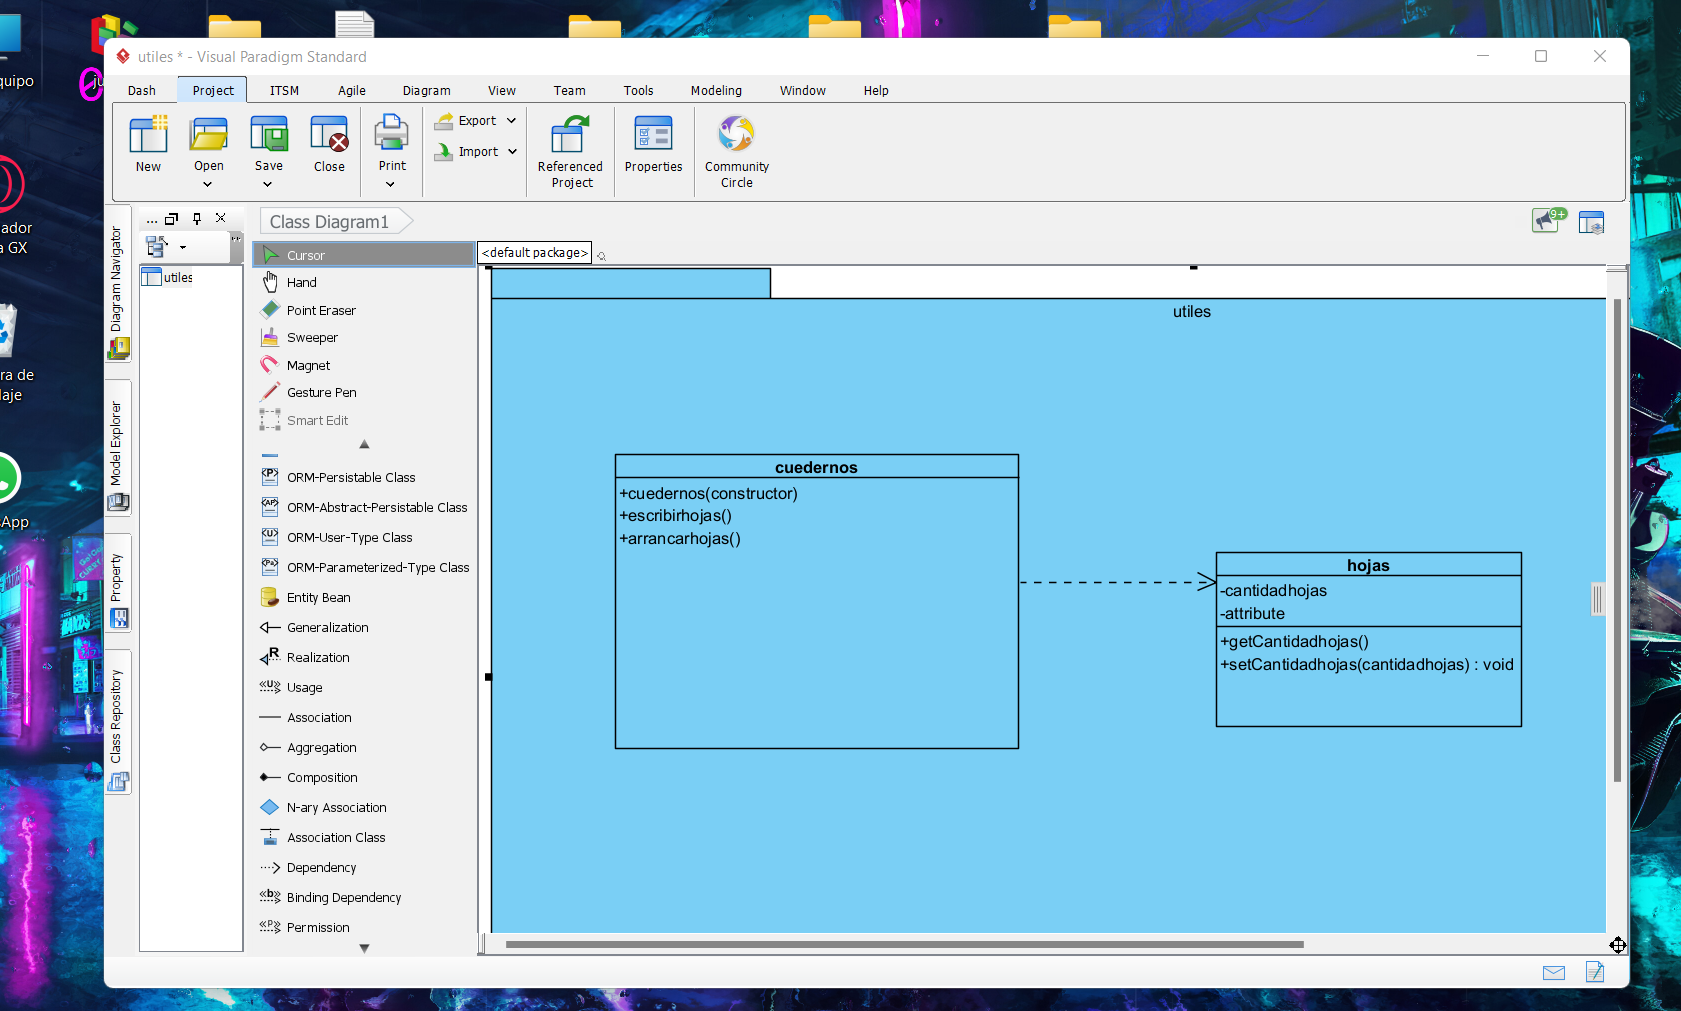 utiles * - Visual Paradigm Standard
Dash Project ITSM Agile Diagram View Team Tools Modeling Window Help
New Open Save Close Print Export Import Referenced Project Properties Community Circle
quipo
ju
ador
a GX
ra de
laje
sApp
Diagram Navigator
Model Explorer
Property
Class Repository
...
utiles
Class Diagram1
9+
Cursor
Hand
Point Eraser
Sweeper
Magnet
Gesture Pen
Smart Edit
ORM-Persistable Class
ORM-Abstract-Persistable Class
ORM-User-Type Class
ORM-Parameterized-Type Class
Entity Bean
Generalization
Realization
Usage
Association
Aggregation
Composition
N-ary Association
Association Class
Dependency
Binding Dependency
Permission
<default package>
utiles
cuedernos
+cuedernos(constructor)
+escribirhojas()
+arrancarhojas()
hojas
-cantidadhojas
-attribute
+getCantidadhojas()
+setCantidadhojas(cantidadhojas) : void